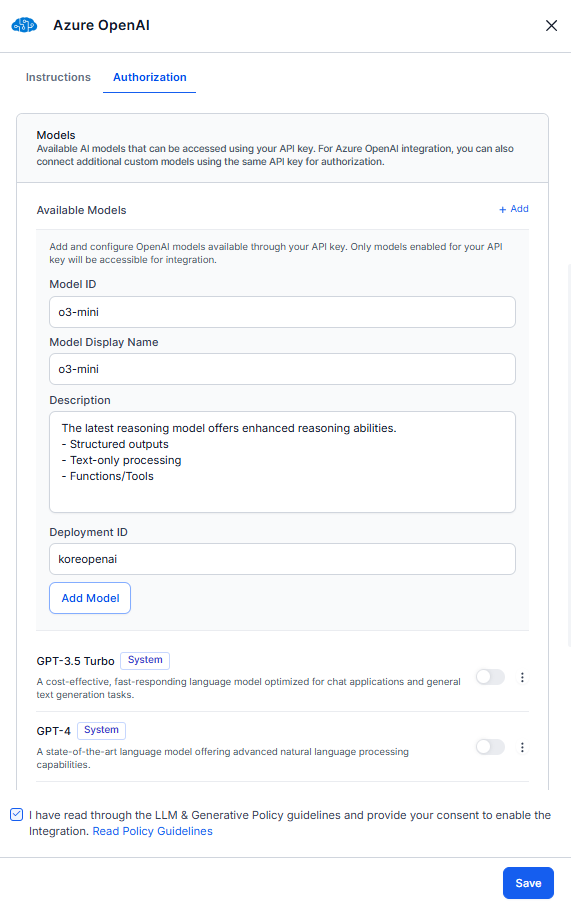 Azure OpenAI
Instructions
Authorization
Models
Available AI models that can be accessed using your API key. For Azure OpenAI integration, you can also
connect additional custom models using the same API key for authorization.
Available Models
+ Add
Add and configure OpenAI models available through your API key. Only models enabled for your API
key will be accessible for integration.
Model ID
o3-mini
Model Display Name
o3-mini
Description
The latest reasoning model offers enhanced reasoning abilities.
- Structured outputs
- Text-only processing
- Functions/Tools
Deployment ID
koreopenai
Add Model
GPT-3.5 Turbo System
A cost-effective, fast-responding language model optimized for chat applications and general
text generation tasks.
GPT-4 System
A state-of-the-art language model offering advanced natural language processing
capabilities.
I have read through the LLM & Generative Policy guidelines and provide your consent to enable the
Integration. Read Policy Guidelines
Save